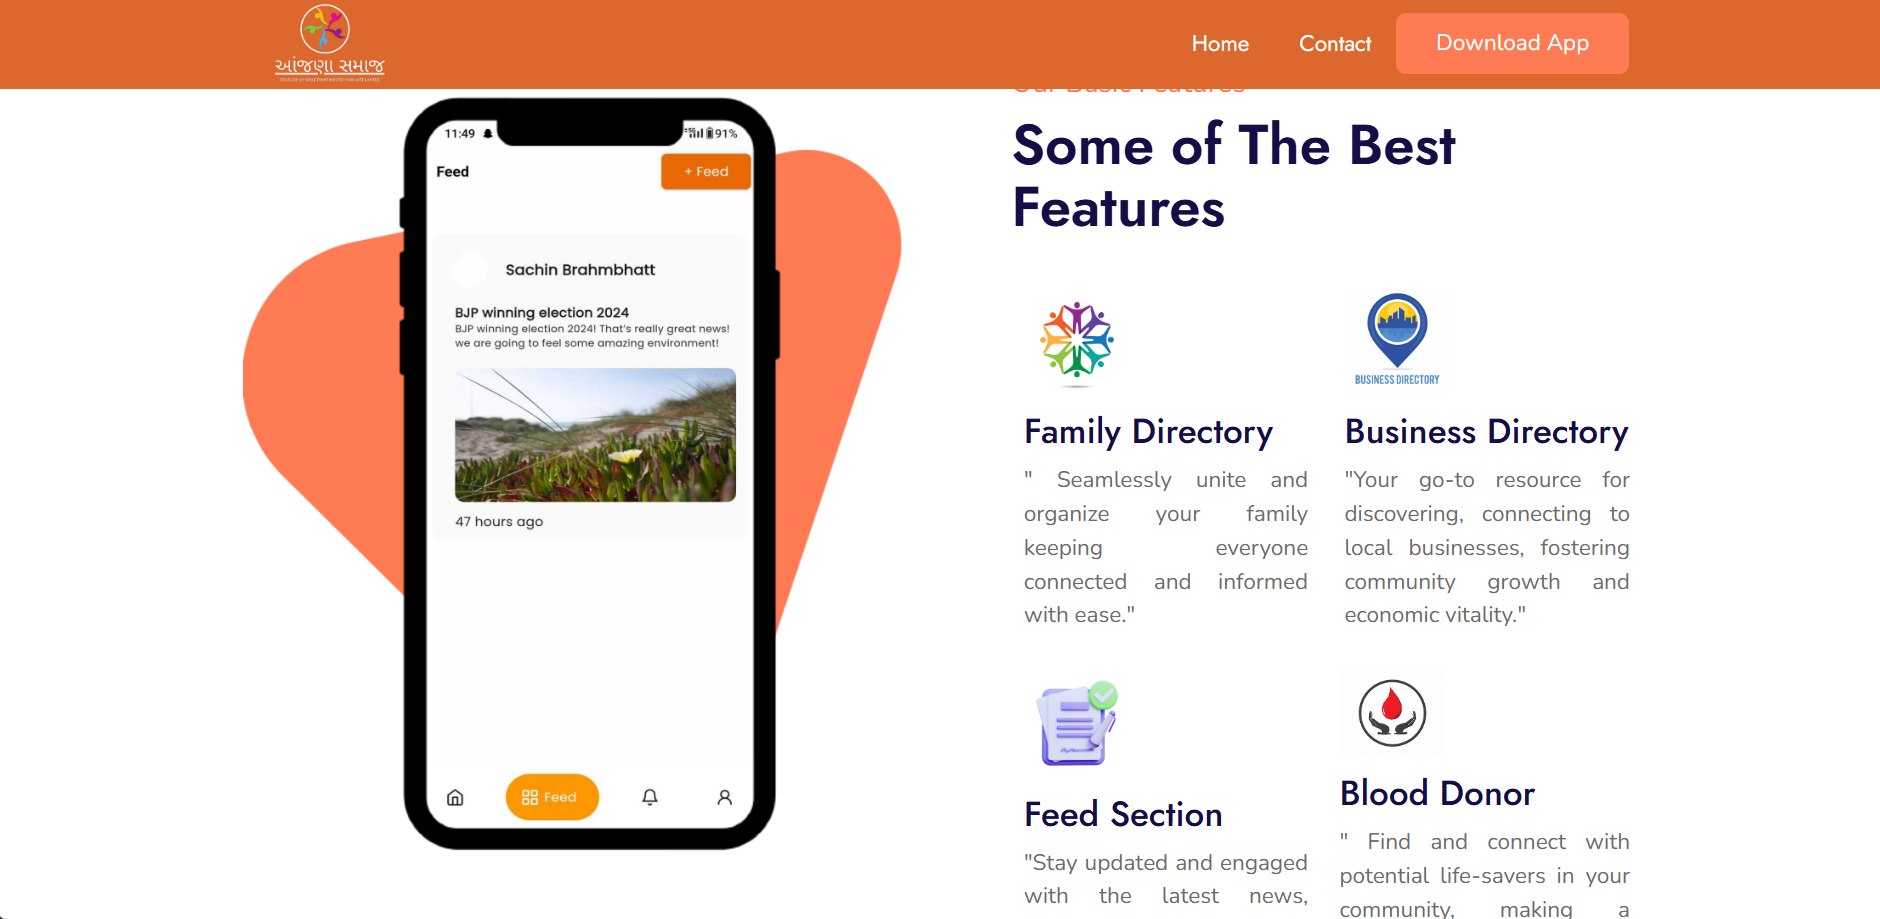 આંજણા સમાજ
Home
Contact
Download App
Our Basic Features
Some of The Best
Features
11:49
91%
Feed
+ Feed
Sachin Brahmbhatt
BJP winning election 2024
BJP winning election 2024! That's really great news!
we are going to feel some amazing environment!
47 hours ago
Feed
BUSINESS DIRECTORY
Family Directory
" Seamlessly unite and
organize your family
keeping everyone
connected and informed
with ease."
Business Directory
"Your go-to resource for
discovering, connecting to
local businesses, fostering
community growth and
economic vitality."
Feed Section
"Stay updated and engaged
with the latest news,
Blood Donor
" Find and connect with
potential life-savers in your
community, making a